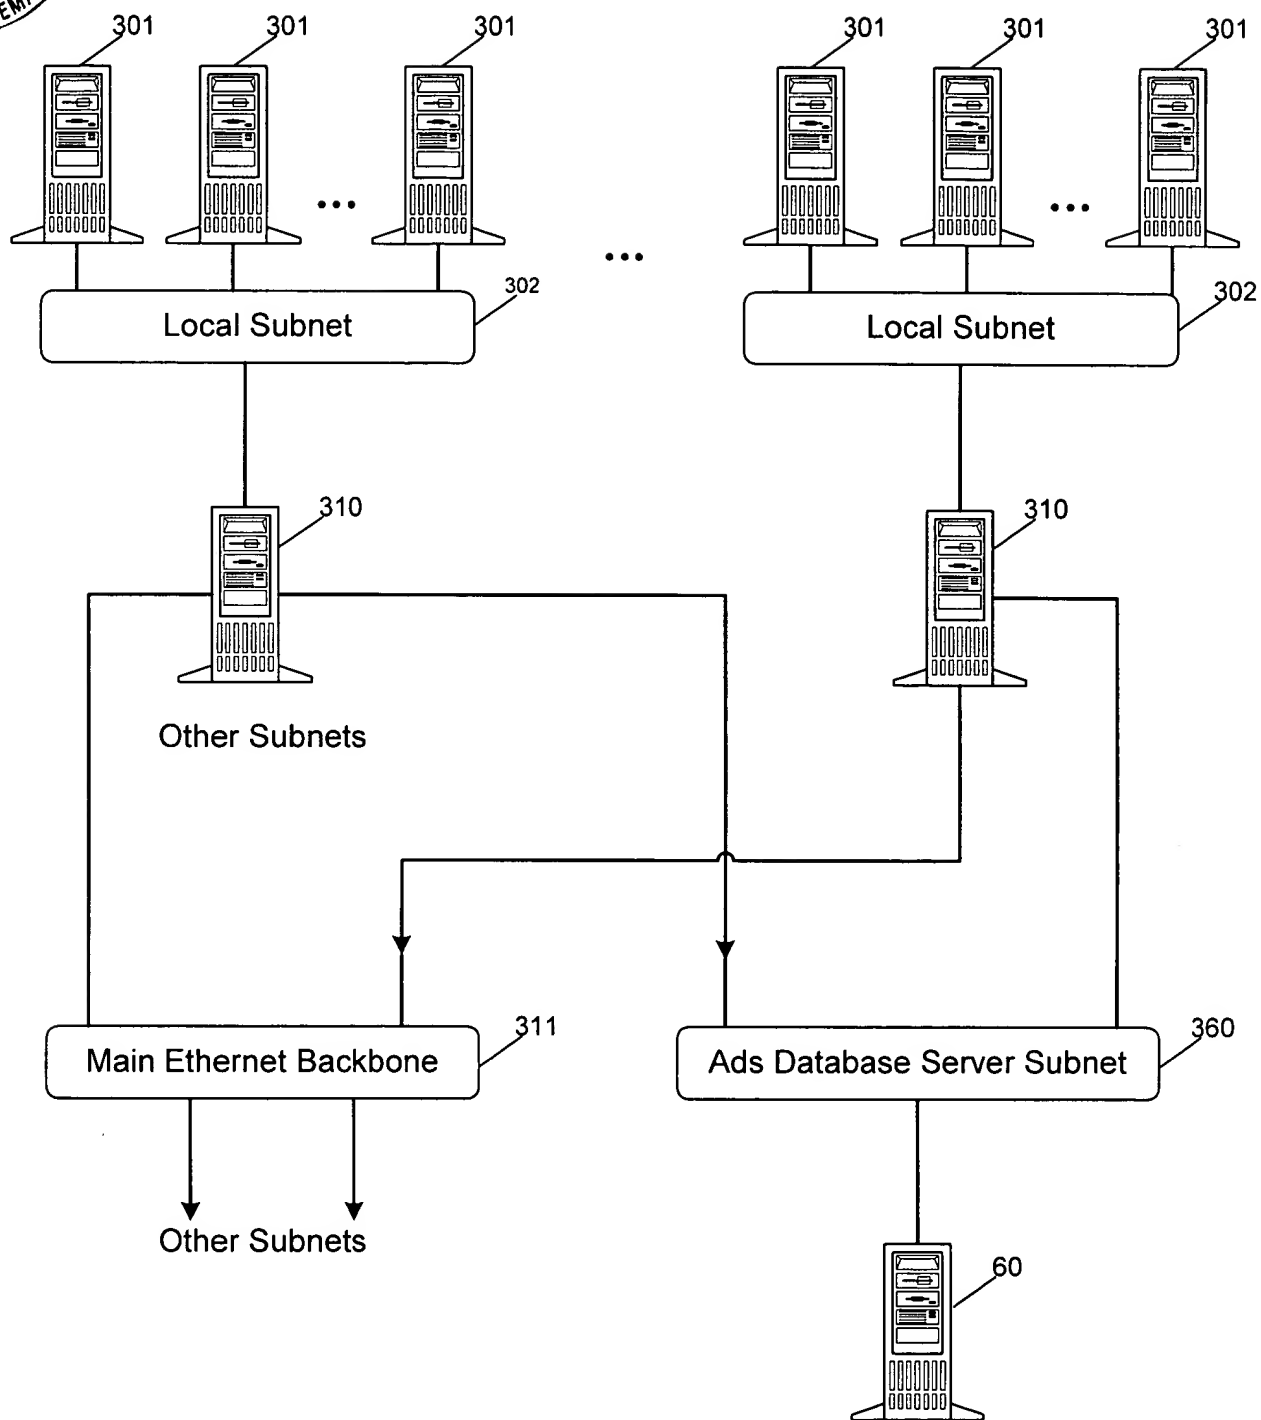 301 301 301 301 301 301
302
302
Local Subnet
Local Subnet
310
310
Other Subnets
311
360
Main Ethernet Backbone
Ads Database Server Subnet
Other Subnets
60